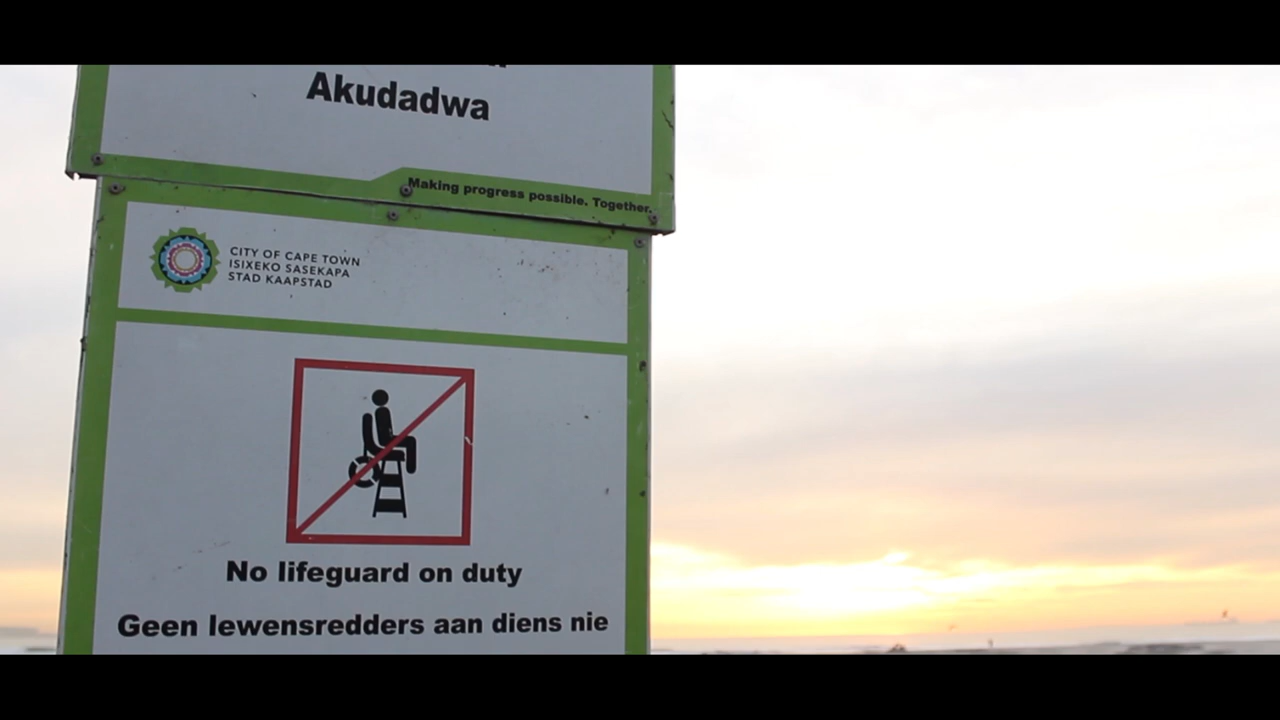 Akudadwa
Making progress possible. Together.
CITY OF CAPE TOWN
ISIXEKO SASEKAPA
STAD KAAPSTAD
No lifeguard on duty
Geen lewensredders aan diens nie